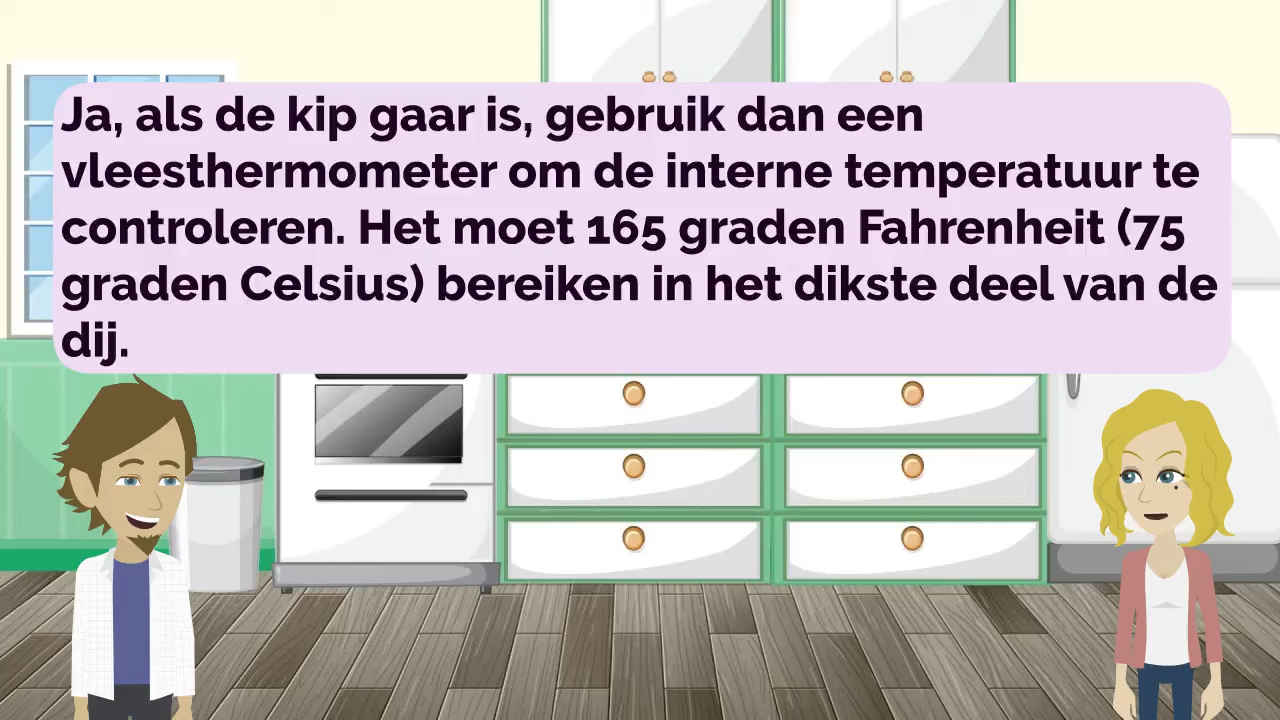 Ja, als de kip gaar is, gebruik dan een
vleesthermometer om de interne temperatuur te
controleren. Het moet 165 graden Fahrenheit (75
graden Celsius) bereiken in het dikste deel van de
dij.